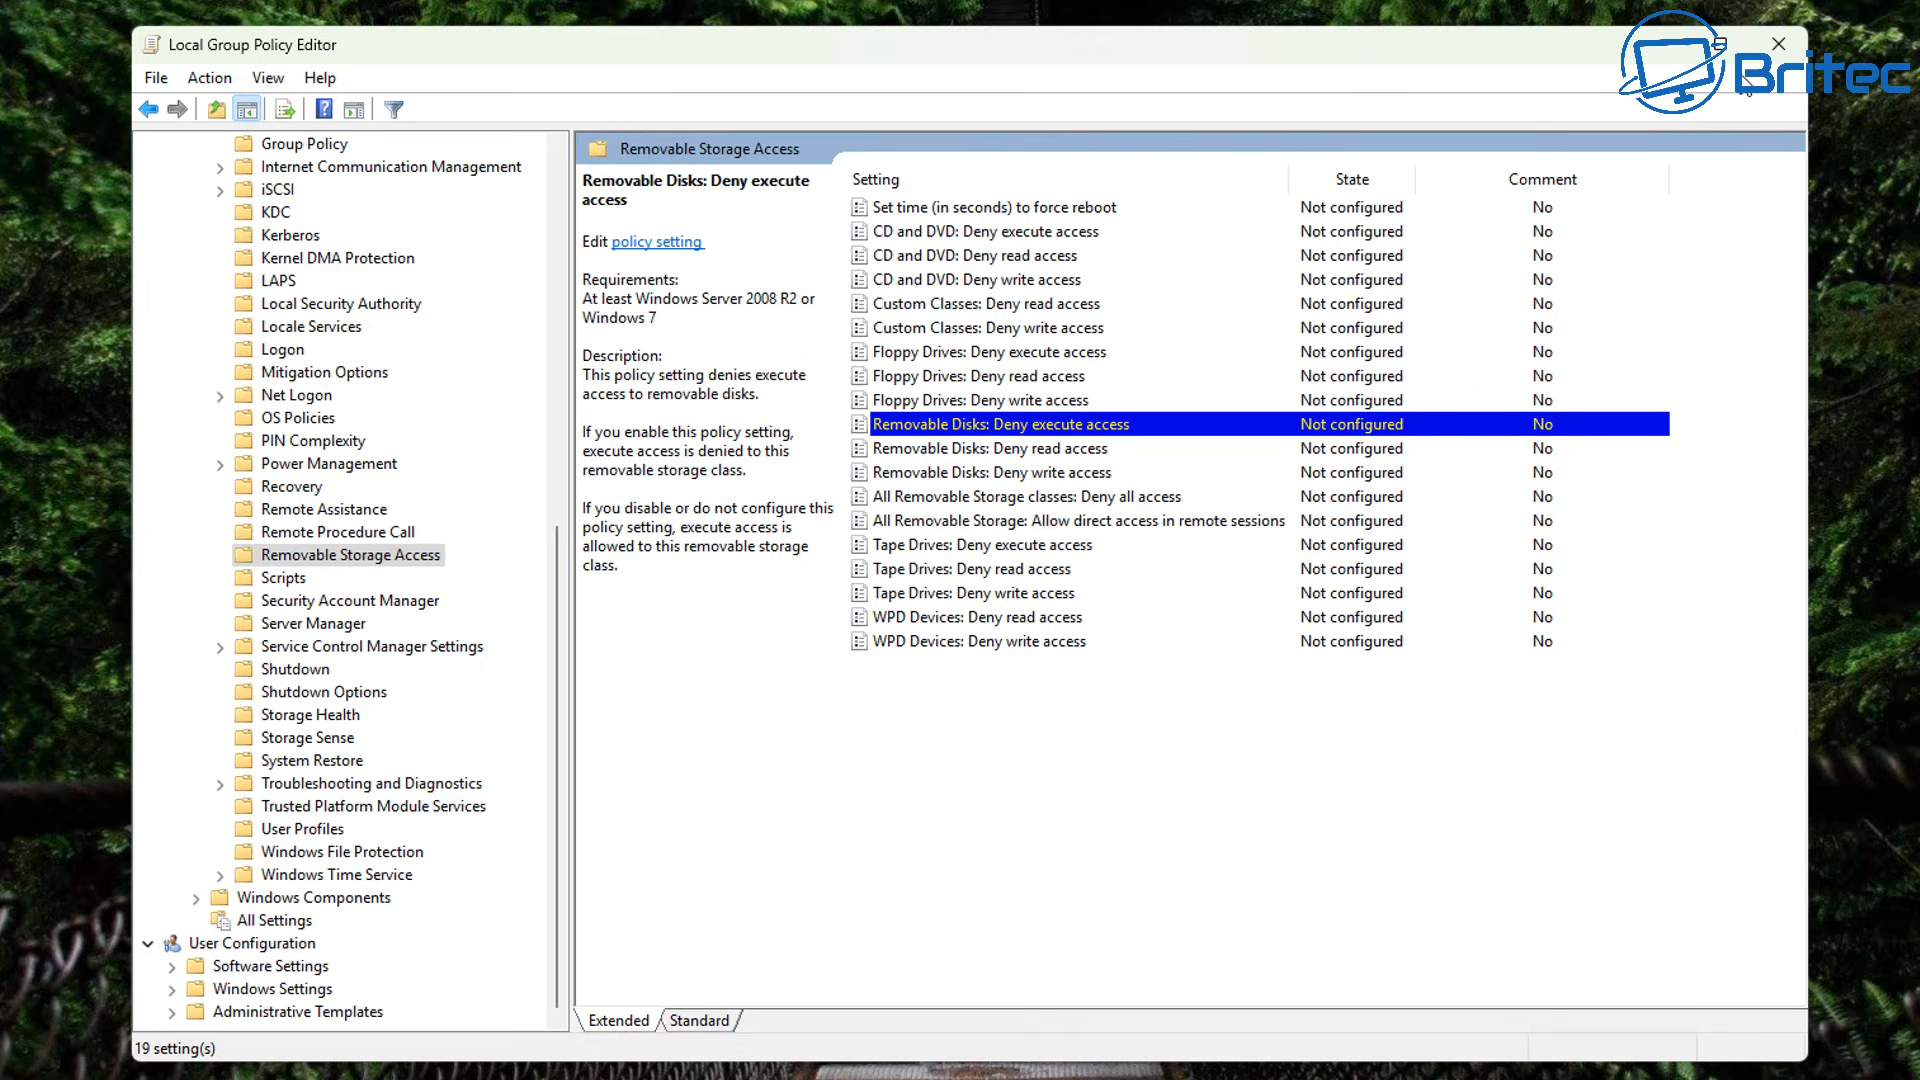 Local Group Policy Editor
Britec
File Action View Help
Group Policy
Internet Communication Management
iSCSI
KDC
Kerberos
Kernel DMA Protection
LAPS
Local Security Authority
Locale Services
Logon
Mitigation Options
Net Logon
OS Policies
PIN Complexity
Power Management
Recovery
Remote Assistance
Remote Procedure Call
Removable Storage Access
Scripts
Security Account Manager
Server Manager
Service Control Manager Settings
Shutdown
Shutdown Options
Storage Health
Storage Sense
System Restore
Troubleshooting and Diagnostics
Trusted Platform Module Services
User Profiles
Windows File Protection
Windows Time Service
Windows Components
All Settings
User Configuration
Software Settings
Windows Settings
Administrative Templates
Removable Storage Access
Removable Disks: Deny execute
access
Edit policy setting
Requirements:
At least Windows Server 2008 R2 or
Windows 7
Description:
This policy setting denies execute
access to removable disks.
If you enable this policy setting,
execute access is denied to this
removable storage class.
If you disable or do not configure this
policy setting, execute access is
allowed to this removable storage
class.
Setting State Comment
Set time (in seconds) to force reboot Not configured No
CD and DVD: Deny execute access Not configured No
CD and DVD: Deny read access Not configured No
CD and DVD: Deny write access Not configured No
Custom Classes: Deny read access Not configured No
Custom Classes: Deny write access Not configured No
Floppy Drives: Deny execute access Not configured No
Floppy Drives: Deny read access Not configured No
Floppy Drives: Deny write access Not configured No
Removable Disks: Deny execute access Not configured No
Removable Disks: Deny read access Not configured No
Removable Disks: Deny write access Not configured No
All Removable Storage classes: Deny all access Not configured No
All Removable Storage: Allow direct access in remote sessions Not configured No
Tape Drives: Deny execute access Not configured No
Tape Drives: Deny read access Not configured No
Tape Drives: Deny write access Not configured No
WPD Devices: Deny read access Not configured No
WPD Devices: Deny write access Not configured No
Extended Standard
19 setting(s)